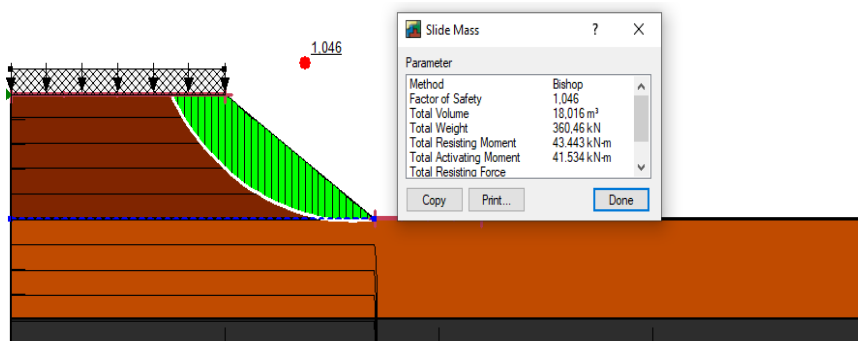 1,046
Slide Mass
?
Parameter
Method Bishop
Factor of Safety 1,046
Total Volume 18,016 m³
Total Weight 360,46 kN
Total Resisting Moment 43.443 kN-m
Total Activating Moment 41.534 kN-m
Total Resisting Force
Copy Print... Done